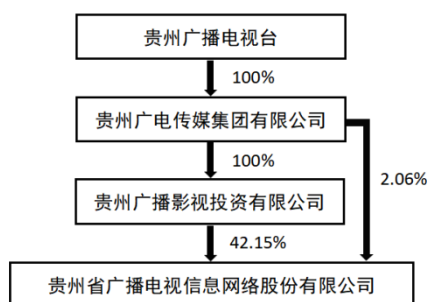 贵州广播电视台
100%
贵州广电传媒集团有限公司
100%
2.06%
贵州广播影视投资有限公司
42.15%
贵州省广播电视信息网络股份有限公司